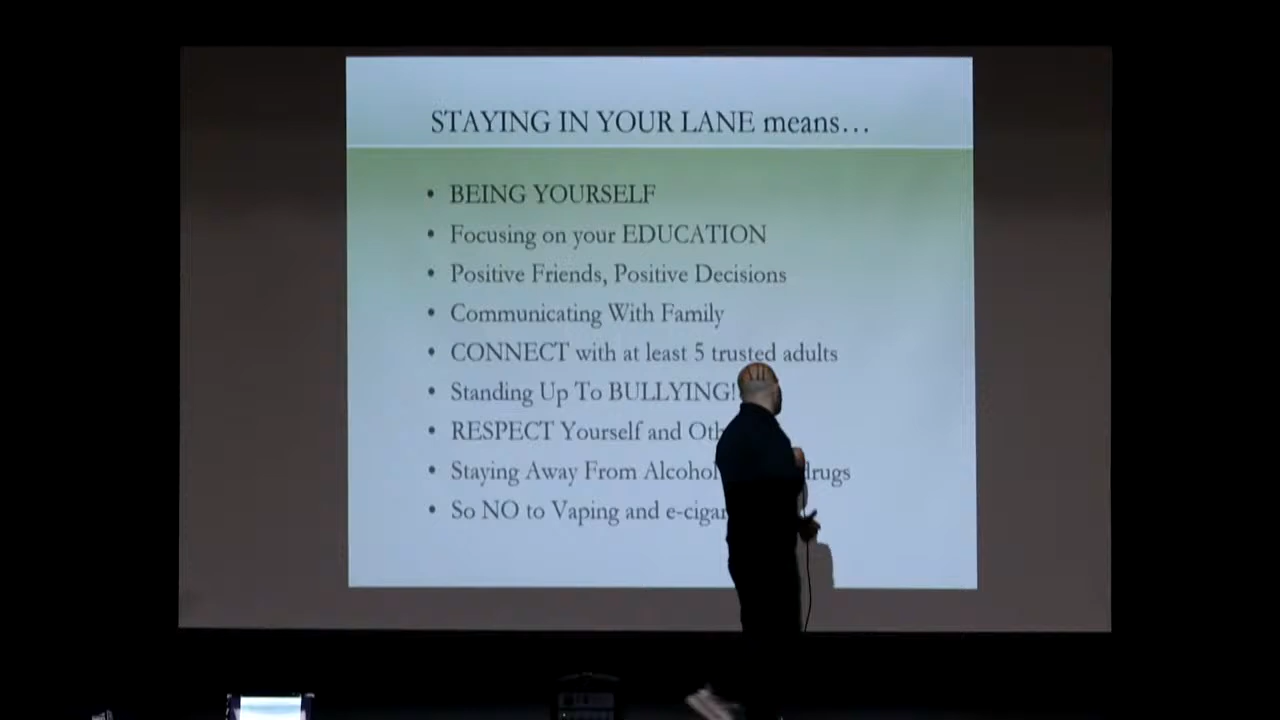 STAYING IN YOUR LANE means…
• BEING YOURSELF
• Focusing on your EDUCATION
• Positive Friends, Positive Decisions
• Communicating With Family
• CONNECT with at least 5 trusted adults
• Standing Up To BULLYING!
• RESPECT Yourself and
• Staying Away From Alcohol drugs
• So NO to Vaping and